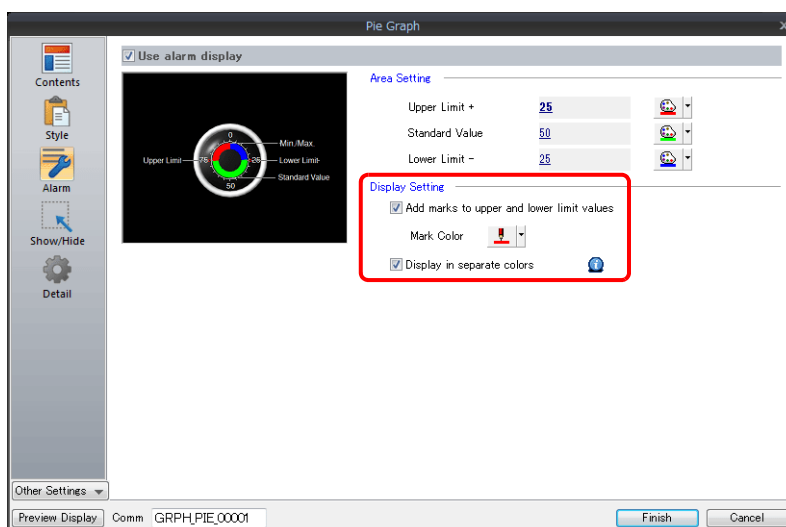 Pie Graph
Contents
Style
Alarm
Show/Hide
Detail
Other Settings
Use alarm display
0
Min./Max.
Upper Limit
75
25
Lower Limit-
Standard Value
50
Area Setting
Upper Limit + 25
Standard Value 50
Lower Limit - 25
Display Setting
Add marks to upper and lower limit values
Mark Color
Display in separate colors
Preview Display Comm GRPH_PIE_00001 Finish Cancel